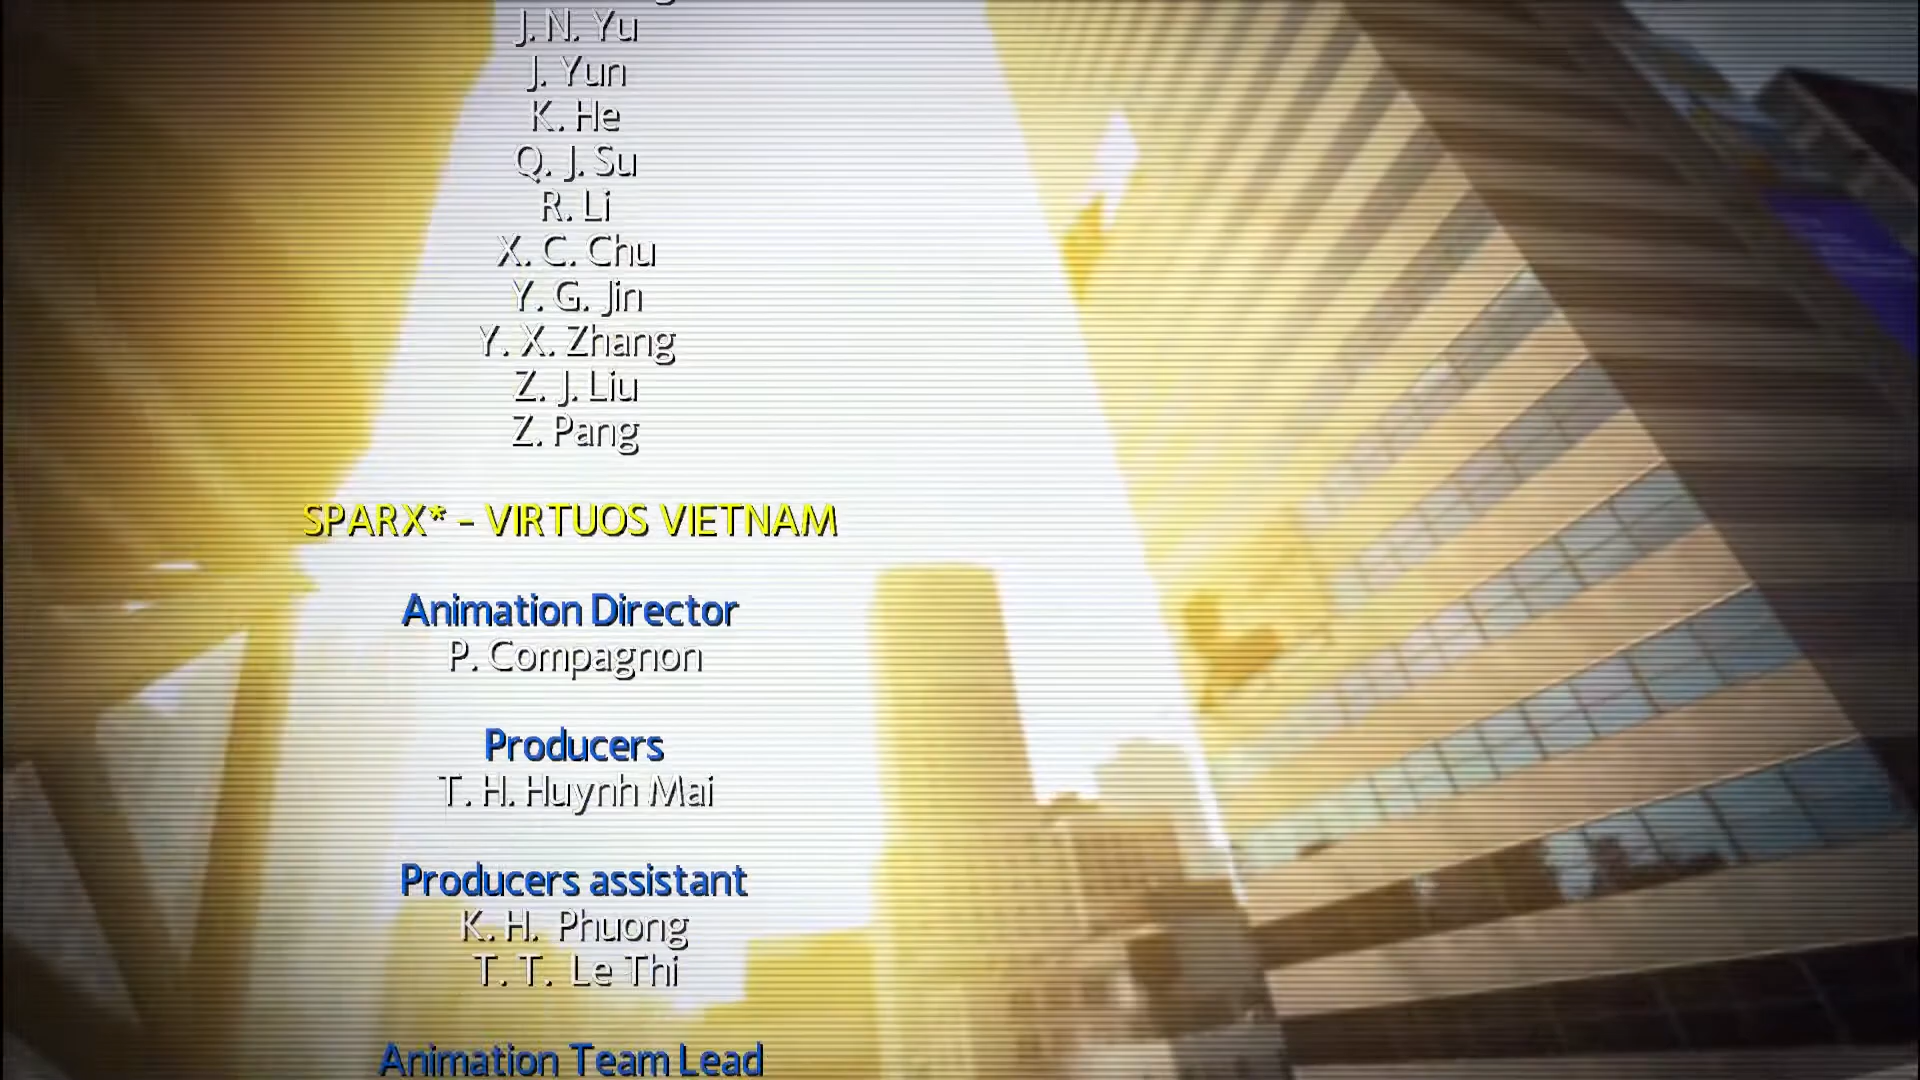 J. N. Yu
J. Yun
K. He
Q. J. Su
R. Li
X. C. Chu
Y. G. Jin
Y. X. Zhang
Z. J. Liu
Z. Pang
SPARX* - VIRTUOS VIETNAM
Animation Director
P. Compagnon
Producers
T. H. Huynh Mai
Producers assistant
K. H. Phuong
T. T. Le Thi
Animation Team Lead